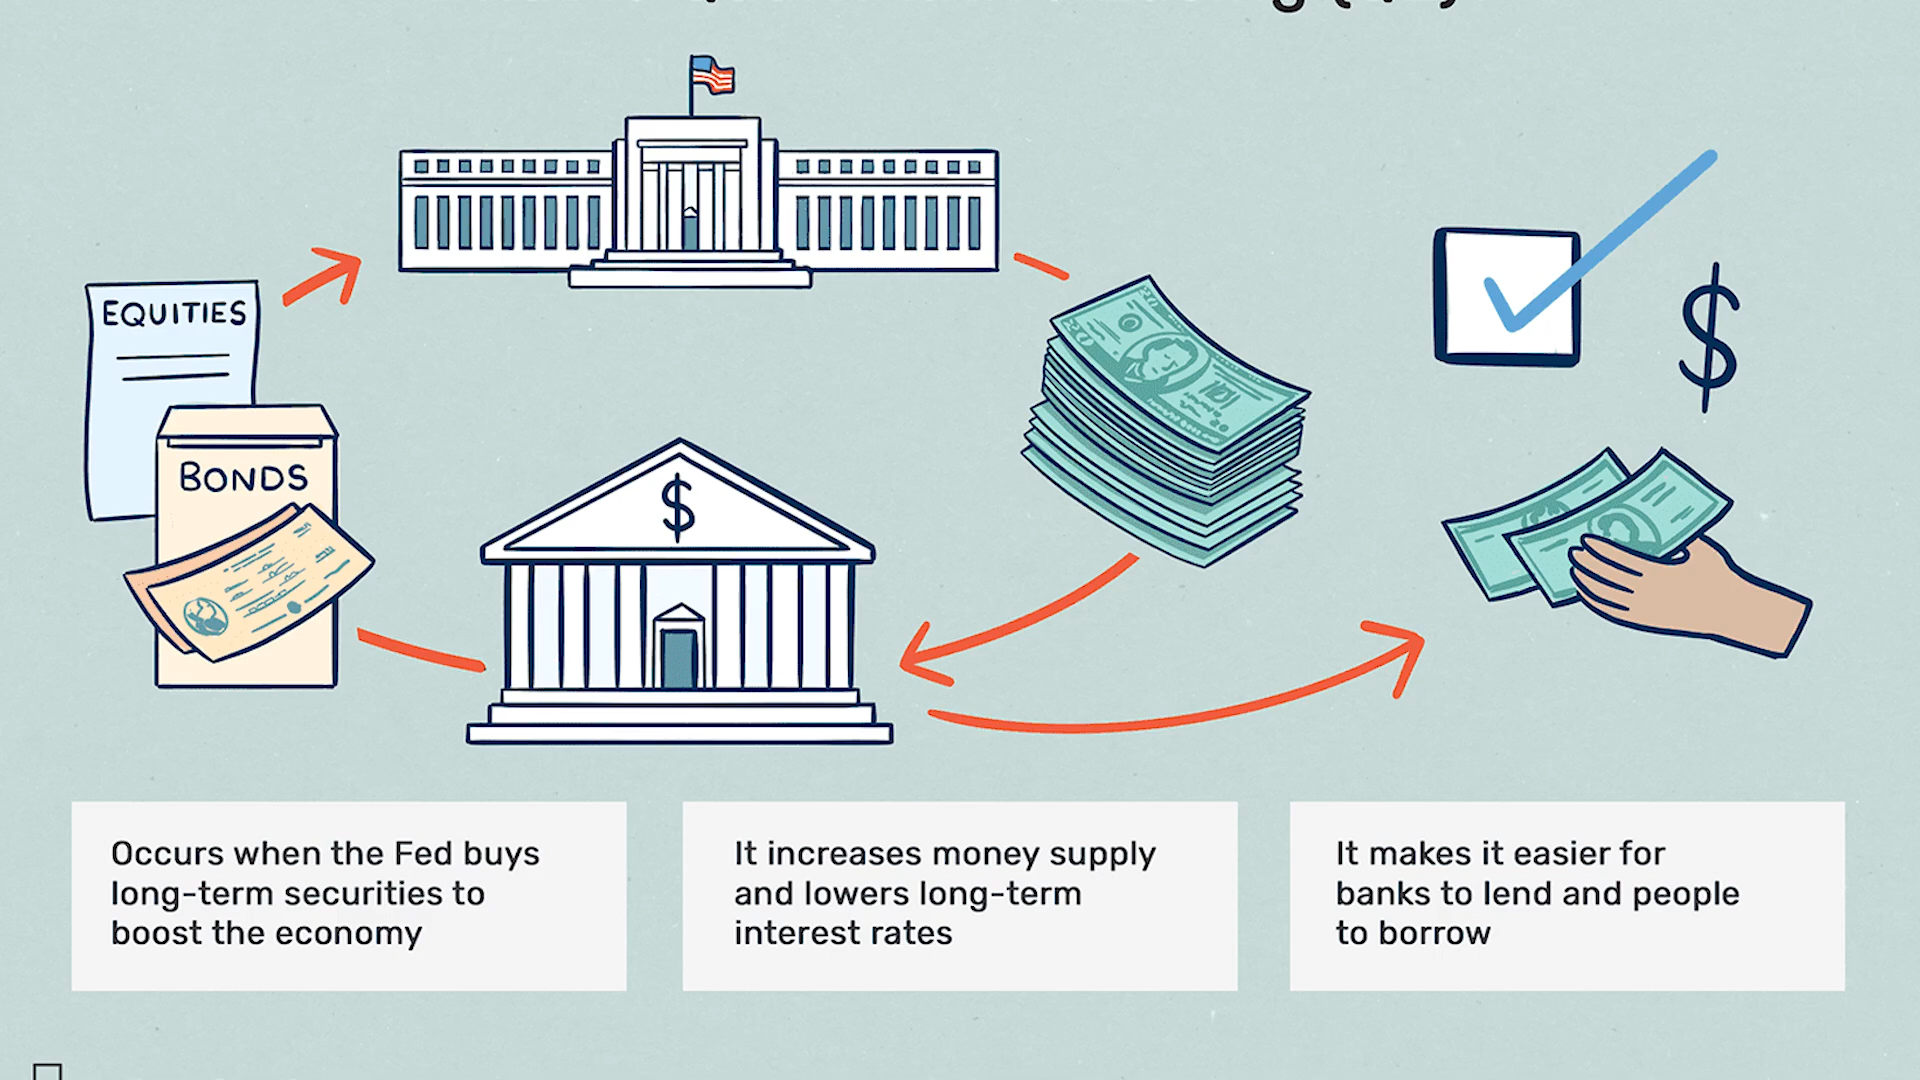 EQUITIES
BONDS
$
$
Occurs when the Fed buys
long-term securities to
boost the economy
It increases money supply
and lowers long-term
interest rates
It makes it easier for
banks to lend and people
to borrow